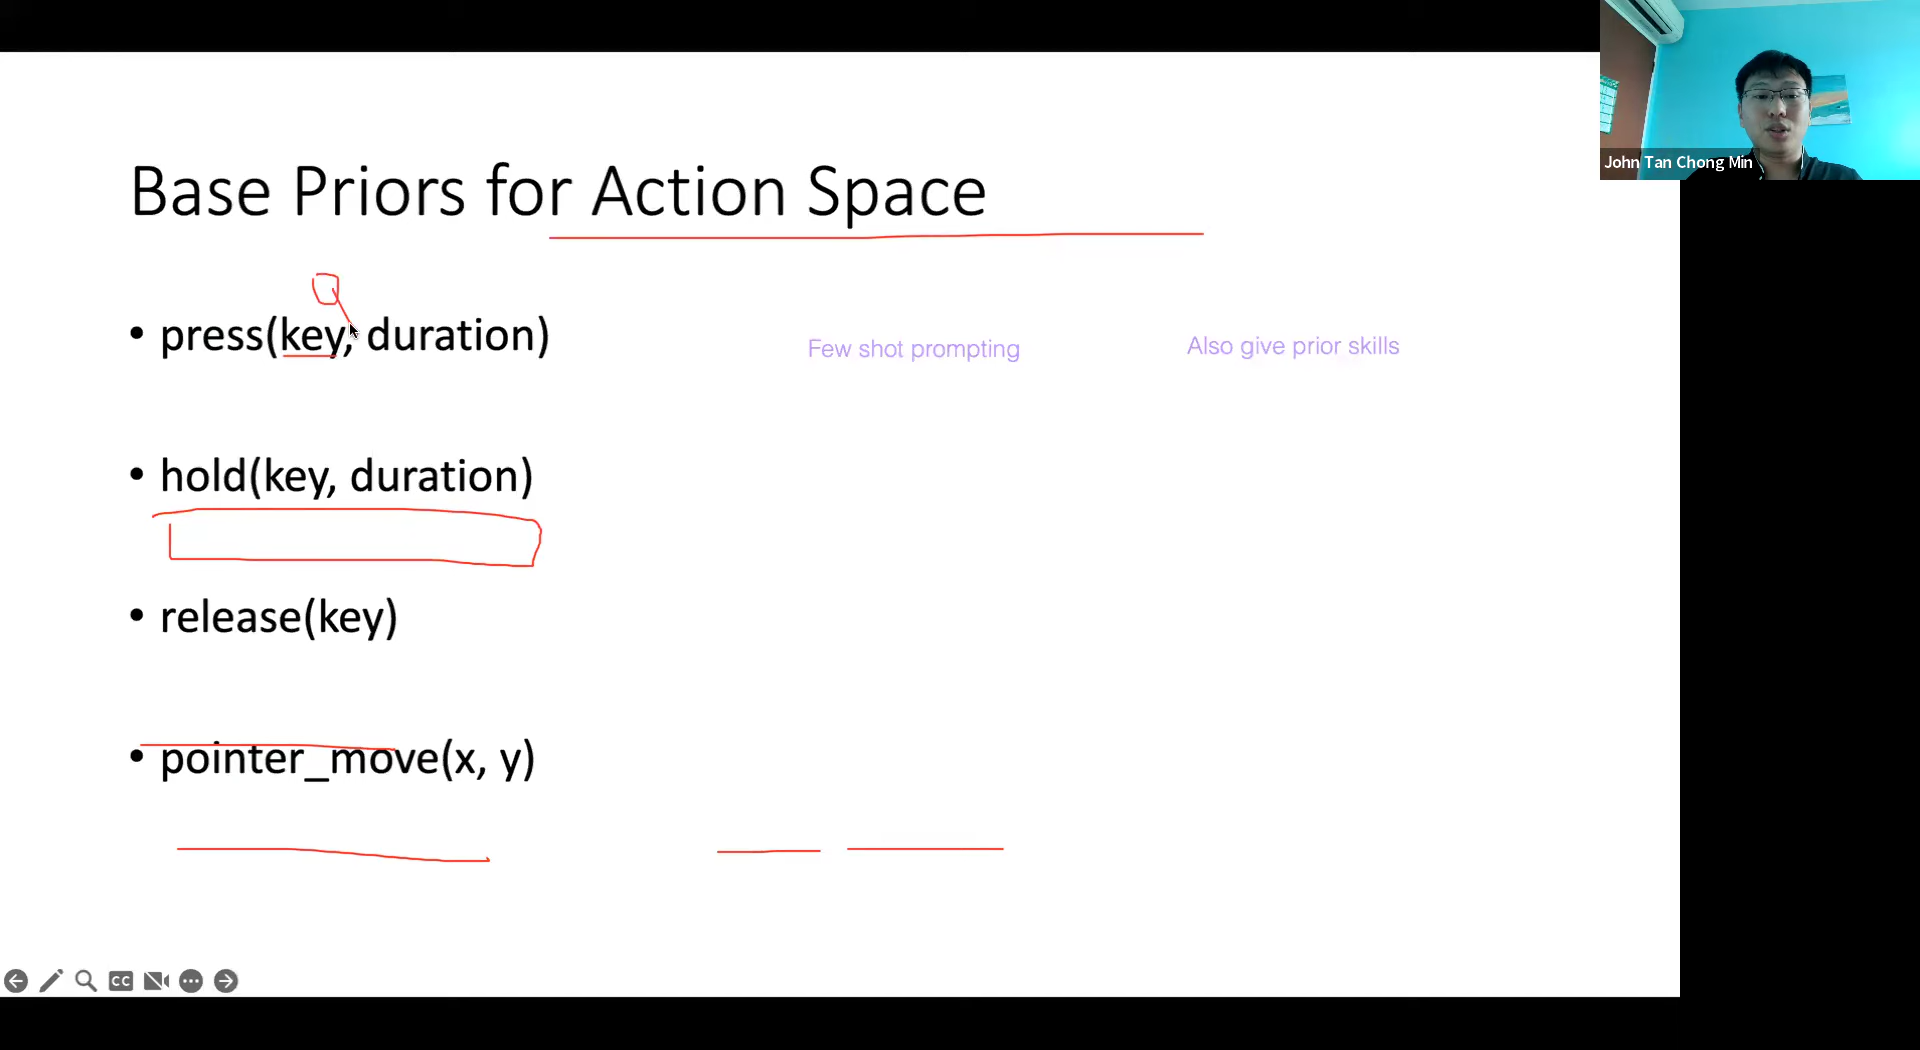 John Tan Chong Min
Base Priors for Action Space
• press(key, duration)
Few shot prompting
Also give prior skills
• hold(key, duration)
• release(key)
• pointer_move(x, y)
CC